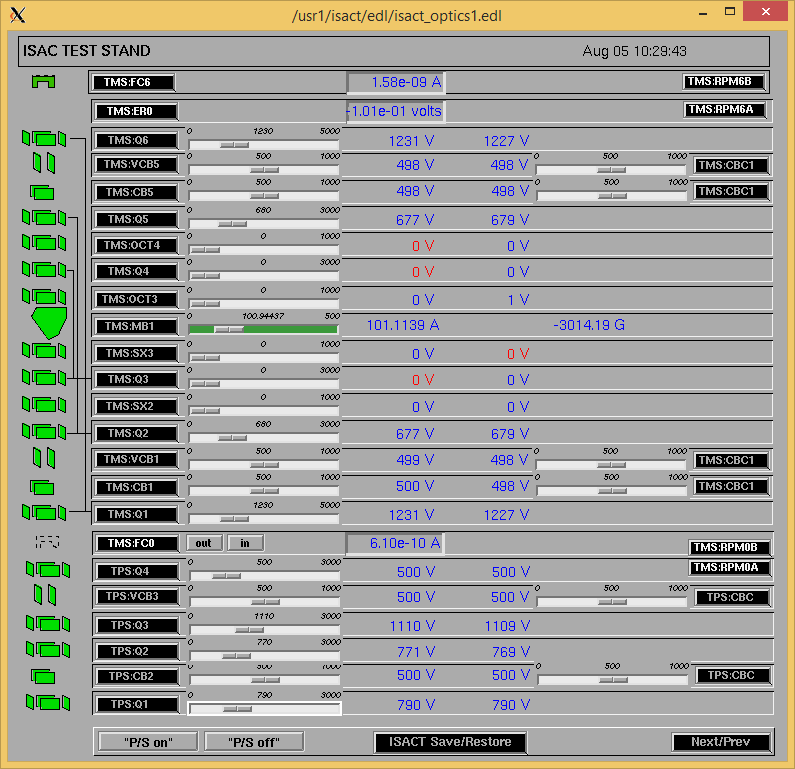 /usr1/isact/edl/isact_optics1.edl
ISAC TEST STAND Aug 05 10:29:43
TMS:FC6 1.58e-09 A TMS:RPM6B
TMS:ER0 -1.01e-01 volts TMS:RPM6A
0 1230 5000
TMS:Q6 1231 V 1227 V
0 500 1000 0 500 1000
TMS:VCB5 498 V 498 V TMS:CBC1
0 500 1000 0 500 1000
TMS:CB5 498 V 498 V TMS:CBC1
0 680 3000
TMS:Q5 677 V 679 V
0 0 1000
TMS:OCT4 0 V 0 V
0 0 3000
TMS:Q4 0 V 0 V
0 0 1000
TMS:OCT3 0 V 1 V
0 100.94437 500
TMS:MB1 101.1139 A -3014.19 G
0 0 1000
TMS:SX3 0 V 0 V
0 0 3000
TMS:Q3 0 V 0 V
0 0 1000
TMS:SX2 0 V 0 V
0 680 3000
TMS:Q2 677 V 679 V
0 500 1000 0 500 1000
TMS:VCB1 499 V 498 V TMS:CBC1
0 500 1000 0 500 1000
TMS:CB1 500 V 498 V TMS:CBC1
0 1230 5000
TMS:Q1 1231 V 1227 V
TMS:FC0 out in 6.10e-10 A TMS:RPM0B
0 500 3000 TMS:RPM0A
TPS:Q4 500 V 500 V
0 500 1000 0 500 1000
TPS:VCB3 500 V 500 V TPS:CBC
0 1110 3000
TPS:Q3 1110 V 1109 V
0 770 3000
TPS:Q2 771 V 769 V
0 500 1000 0 500 1000
TPS:CB2 500 V 500 V TPS:CBC
0 790 3000
TPS:Q1 790 V 790 V
"P/S on" "P/S off" ISACT Save/Restore Next/Prev